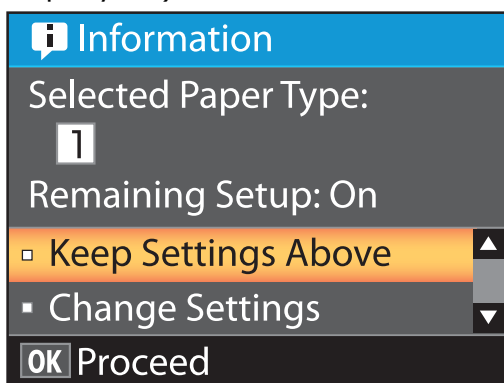 Information
Selected Paper Type:
1
Remaining Setup: On
Keep Settings Above
Change Settings
OK Proceed